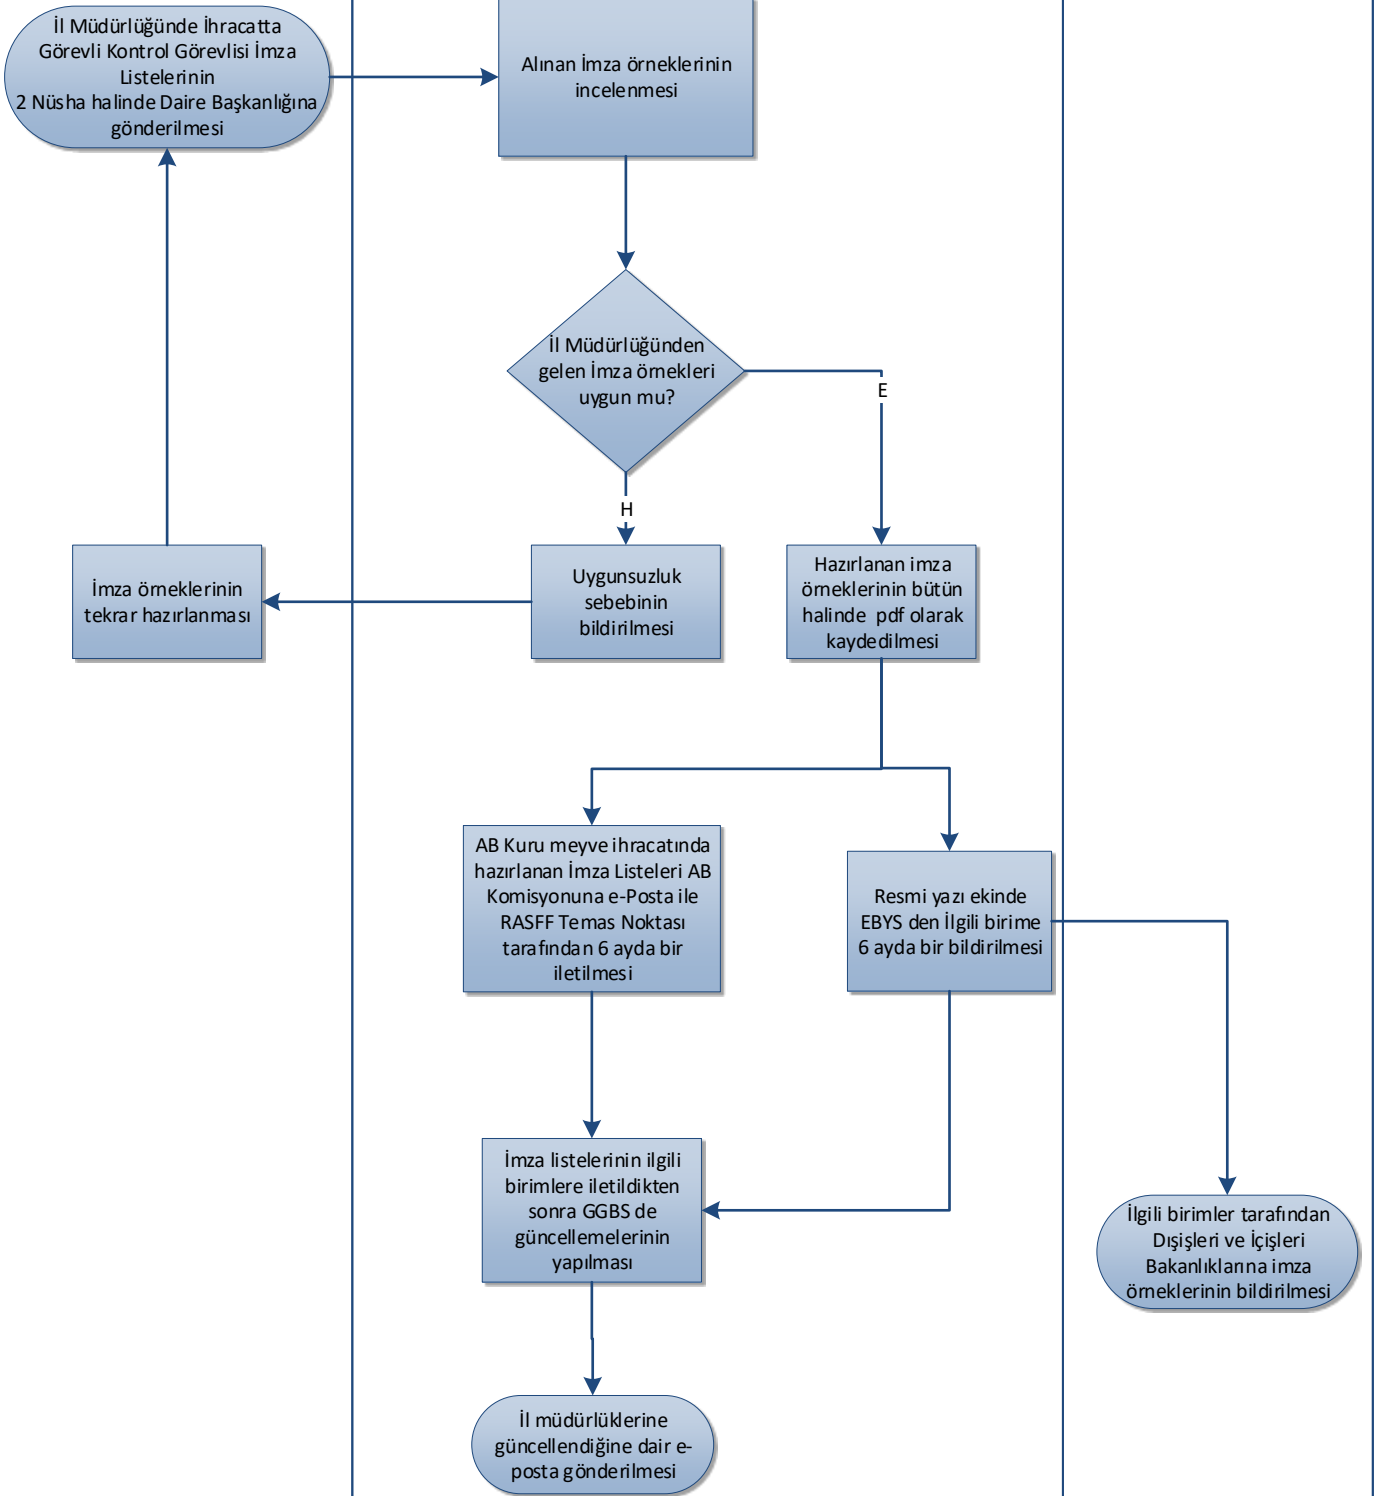 İl Müdürlüğünde İhracatta
Görevli Kontrol Görevlisi İmza
Listelerinin
2 Nüsha halinde Daire Başkanlığına
gönderilmesi
Alınan İmza örneklerinin
incelenmesi
İl Müdürlüğünden
gelen İmza örnekleri
uygun mu?
E
H
İmza örneklerinin
tekrar hazırlanması
Uygunsuzluk
sebebinin
bildirilmesi
Hazırlanan imza
örneklerinin bütün
halinde pdf olarak
kaydedilmesi
AB Kuru meyve ihracatında
hazırlanan İmza Listeleri AB
Komisyonuna e-Posta ile
RASFF Temas Noktası
tarafından 6 ayda bir
iletilmesi
Resmi yazı ekinde
EBYS den İlgili birime
6 ayda bir bildirilmesi
İmza listelerinin ilgili
birimlere iletildikten
sonra GGBS de
güncellemelerinin
yapılması
İlgili birimler tarafından
Dışişleri ve İçişleri
Bakanlıklarına imza
örneklerinin bildirilmesi
İl müdürlüklerine
güncellendiğine dair e-
posta gönderilmesi